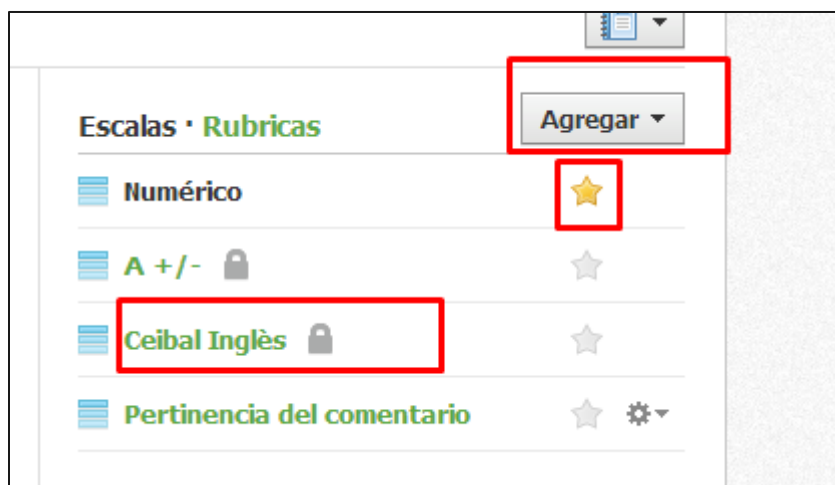 Escalas · Rubricas Agregar
Numérico
A +/-
Ceibal Inglès
Pertinencia del comentario